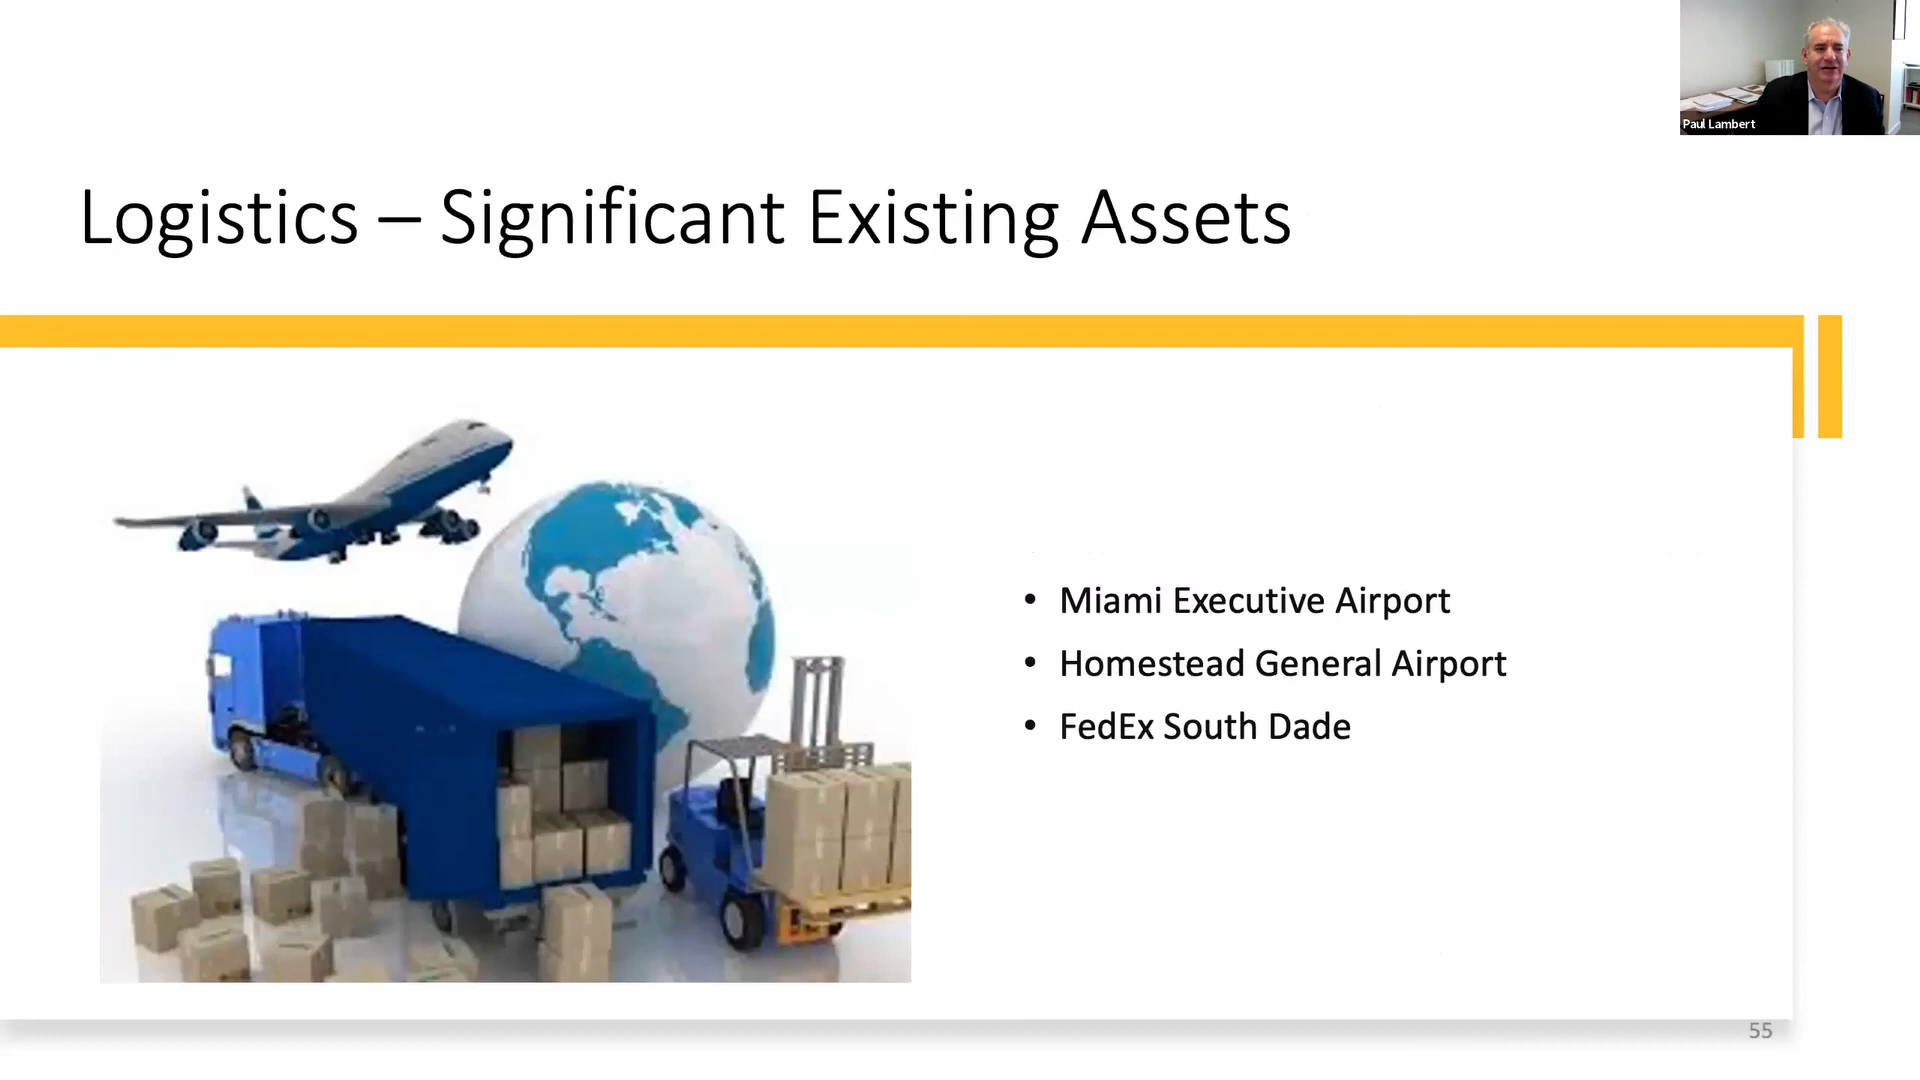 Paul Lambert
Logistics – Significant Existing Assets
• Miami Executive Airport
• Homestead General Airport
• FedEx South Dade
55